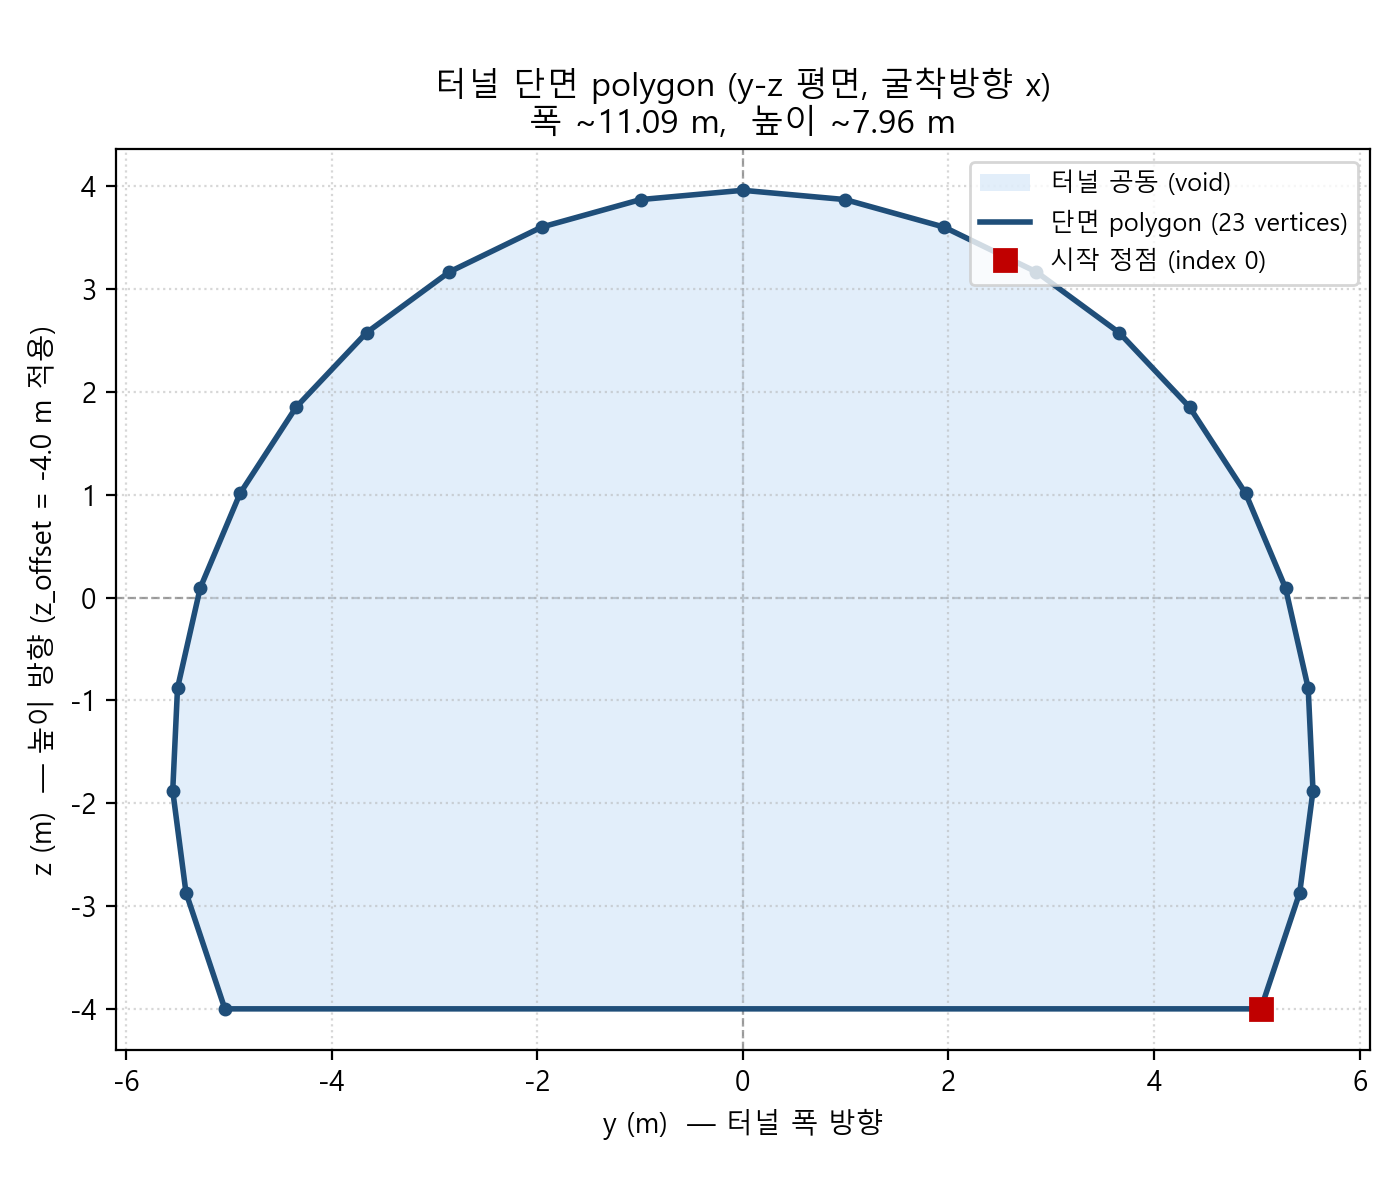 터널 단면 polygon (y-z 평면, 굴착방향 x)
폭 ~11.09 m,  높이 ~7.96 m
터널 공동 (void)
단면 polygon (23 vertices)
시작 정점 (index 0)
z (m)  — 높이 방향 (z_offset = -4.0 m 적용)
4
3
2
1
0
-1
-2
-3
-4
-6 -4 -2 0 2 4 6
y (m)  — 터널 폭 방향